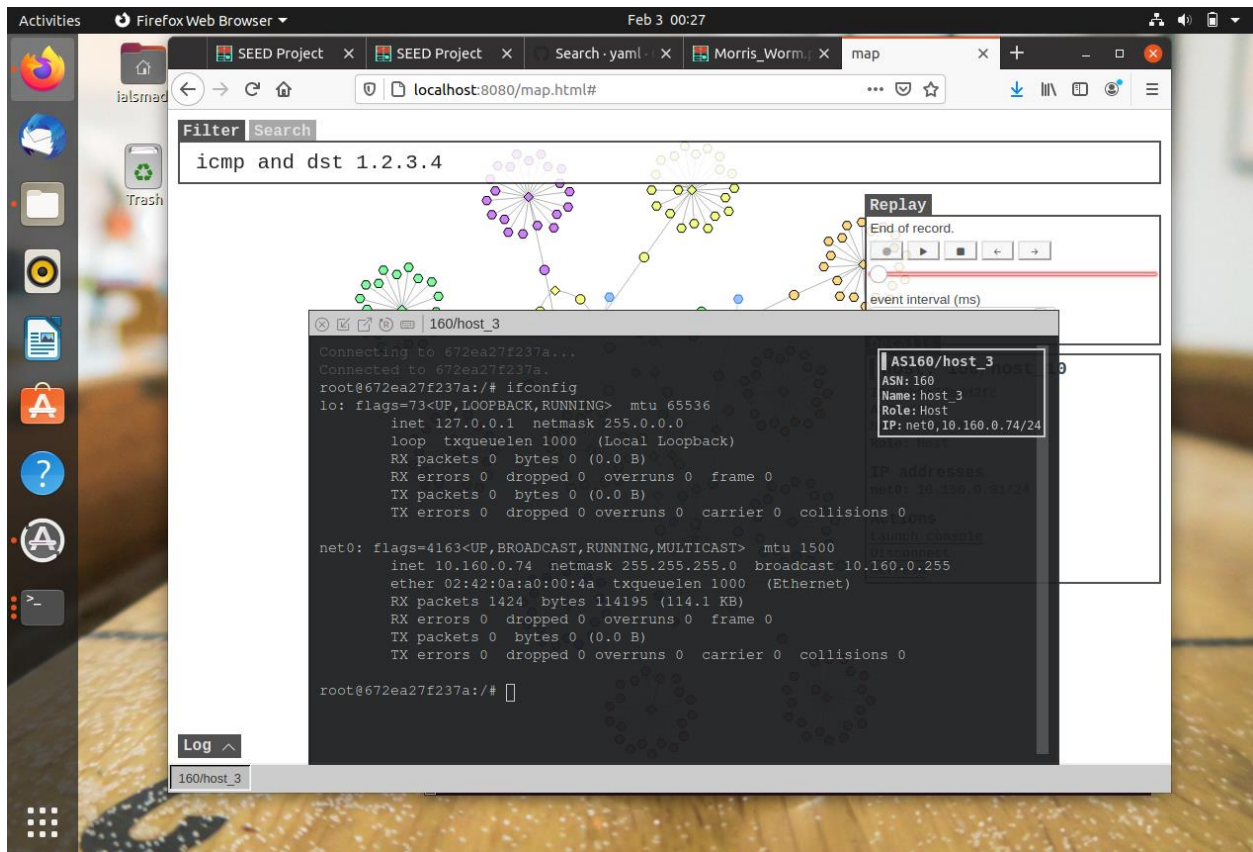 Activities
Firefox Web Browser
Feb 3 00:27
ialsmad
Trash
SEED Project
SEED Project
Search · yaml ·
Morris_Worm.
map
localhost:8080/map.html#
Filter Search
icmp and dst 1.2.3.4
Replay
End of record.
event interval (ms)
160/host_3
Connecting to 672ea27f237a...
Connected to 672ea27f237a.
root@672ea27f237a:/# ifconfig
lo: flags=73<UP,LOOPBACK,RUNNING> mtu 65536
inet 127.0.0.1 netmask 255.0.0.0
loop txqueuelen 1000 (Local Loopback)
RX packets 0 bytes 0 (0.0 B)
RX errors 0 dropped 0 overruns 0 frame 0
TX packets 0 bytes 0 (0.0 B)
TX errors 0 dropped 0 overruns 0 carrier 0 collisions 0
net0: flags=4163<UP,BROADCAST,RUNNING,MULTICAST> mtu 1500
inet 10.160.0.74 netmask 255.255.255.0 broadcast 10.160.0.255
ether 02:42:0a:a0:00:4a txqueuelen 1000 (Ethernet)
RX packets 1424 bytes 114195 (114.1 KB)
RX errors 0 dropped 0 overruns 0 frame 0
TX packets 0 bytes 0 (0.0 B)
TX errors 0 dropped 0 overruns 0 carrier 0 collisions 0
root@672ea27f237a:/#
AS160/host_3
ASN: 160
Name: host_3
Role: Host
IP: net0,10.160.0.74/24
IP addresses
Actions
Launch console
Disconnect
Log
160/host_3